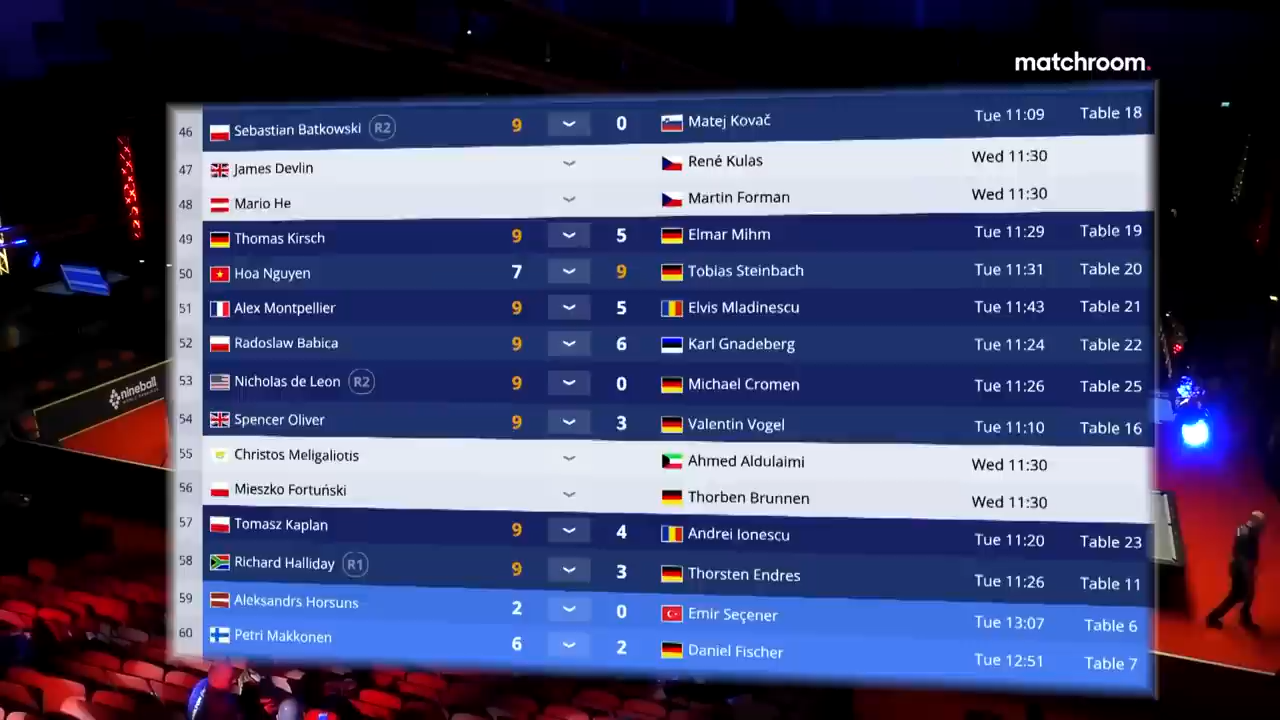 matchroom.
46 Sebastian Batkowski R2 9 0 Matej Kovač Tue 11:09 Table 18
47 James Devlin René Kulas Wed 11:30
48 Mario He Martin Forman Wed 11:30
49 Thomas Kirsch 9 5 Elmar Mihm Tue 11:29 Table 19
50 Hoa Nguyen 7 9 Tobias Steinbach Tue 11:31 Table 20
51 Alex Montpellier 9 5 Elvis Mladinescu Tue 11:43 Table 21
52 Radoslaw Babica 9 6 Karl Gnadeberg Tue 11:24 Table 22
53 Nicholas de Leon R2 9 0 Michael Cromen Tue 11:26 Table 25
54 Spencer Oliver 9 3 Valentin Vogel Tue 11:10 Table 16
55 Christos Meligaliotis Ahmed Aldulaimi Wed 11:30
56 Mieszko Fortuński Thorben Brunnen Wed 11:30
57 Tomasz Kaplan 9 4 Andrei Ionescu Tue 11:20 Table 23
58 Richard Halliday R1 9 3 Thorsten Endres Tue 11:26 Table 11
59 Aleksandrs Horsuns 2 0 Emir Seçener Tue 13:07 Table 6
60 Petri Makkonen 6 2 Daniel Fischer Tue 12:51 Table 7
nineball